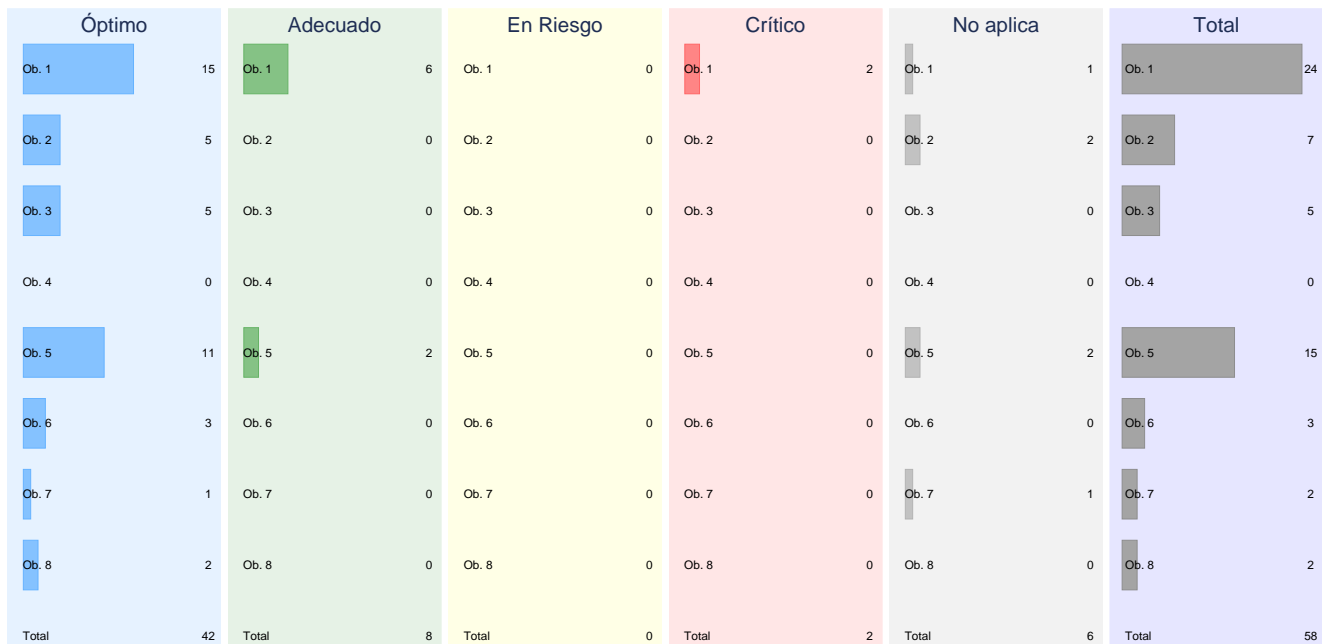 Óptimo Adecuado En Riesgo Crítico No aplica Total
Ob. 1 15 Ob. 1 6 Ob. 1 0 Ob. 1 2 Ob. 1 1 Ob. 1 24
Ob. 2 5 Ob. 2 0 Ob. 2 0 Ob. 2 0 Ob. 2 2 Ob. 2 7
Ob. 3 5 Ob. 3 0 Ob. 3 0 Ob. 3 0 Ob. 3 0 Ob. 3 5
Ob. 4 0 Ob. 4 0 Ob. 4 0 Ob. 4 0 Ob. 4 0 Ob. 4 0
Ob. 5 11 Ob. 5 2 Ob. 5 0 Ob. 5 0 Ob. 5 2 Ob. 5 15
Ob. 6 3 Ob. 6 0 Ob. 6 0 Ob. 6 0 Ob. 6 0 Ob. 6 3
Ob. 7 1 Ob. 7 0 Ob. 7 0 Ob. 7 0 Ob. 7 1 Ob. 7 2
Ob. 8 2 Ob. 8 0 Ob. 8 0 Ob. 8 0 Ob. 8 0 Ob. 8 2
Total 42 Total 8 Total 0 Total 2 Total 6 Total 58